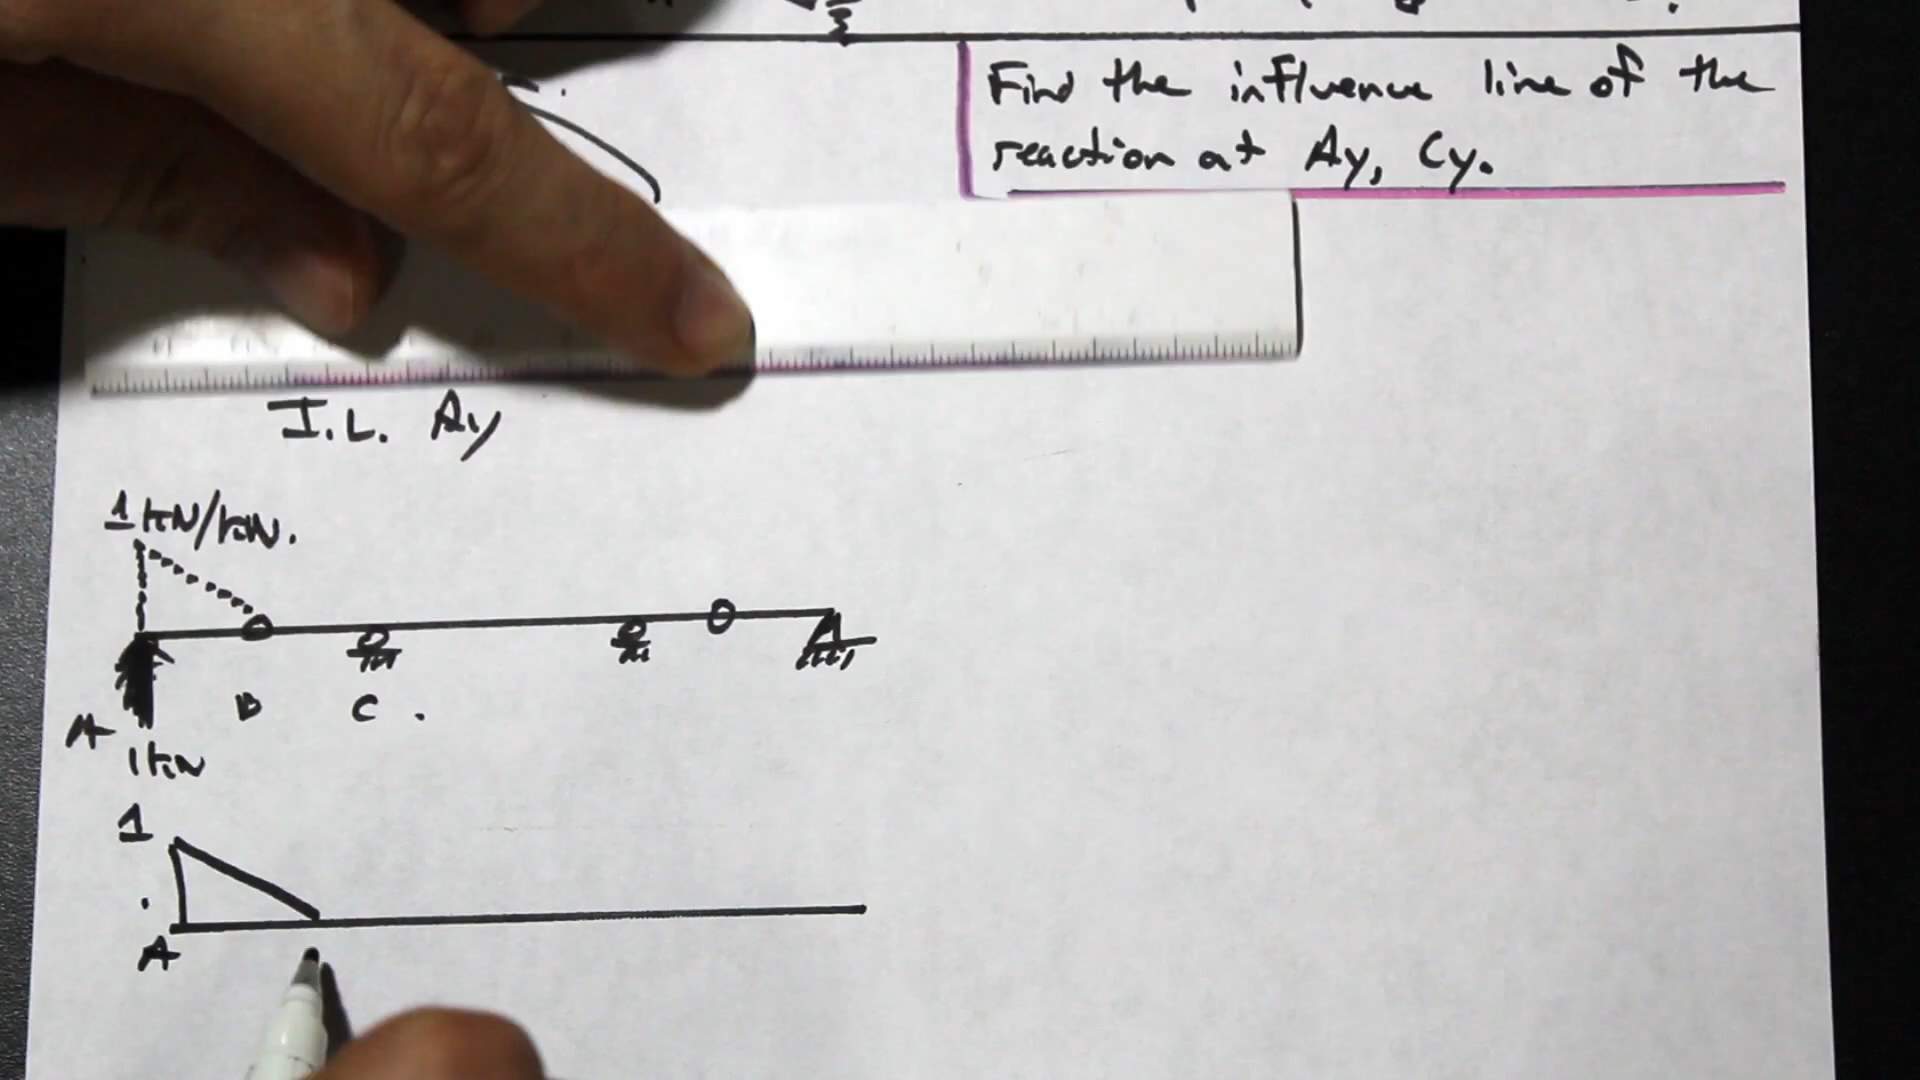 Find the influence line of the
reaction at Ay, Cy.
I.L. Ay
1 kN/kN.
B C .
A
1 kN
1
A